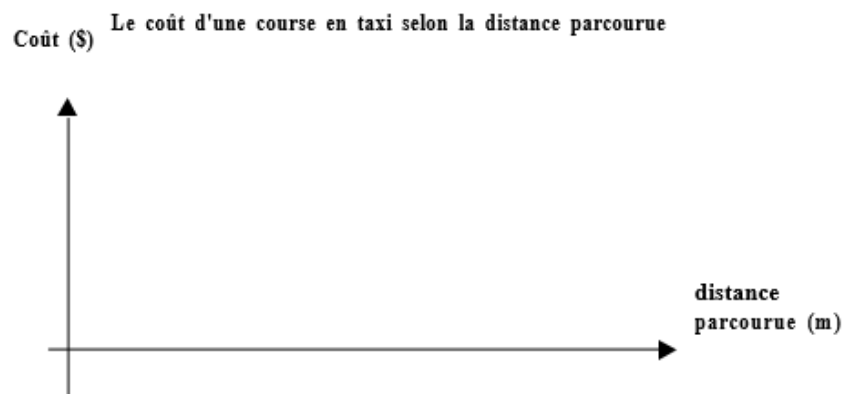 Le coût d'une course en taxi selon la distance parcourue
Coût ($)
distance
parcourue (m)